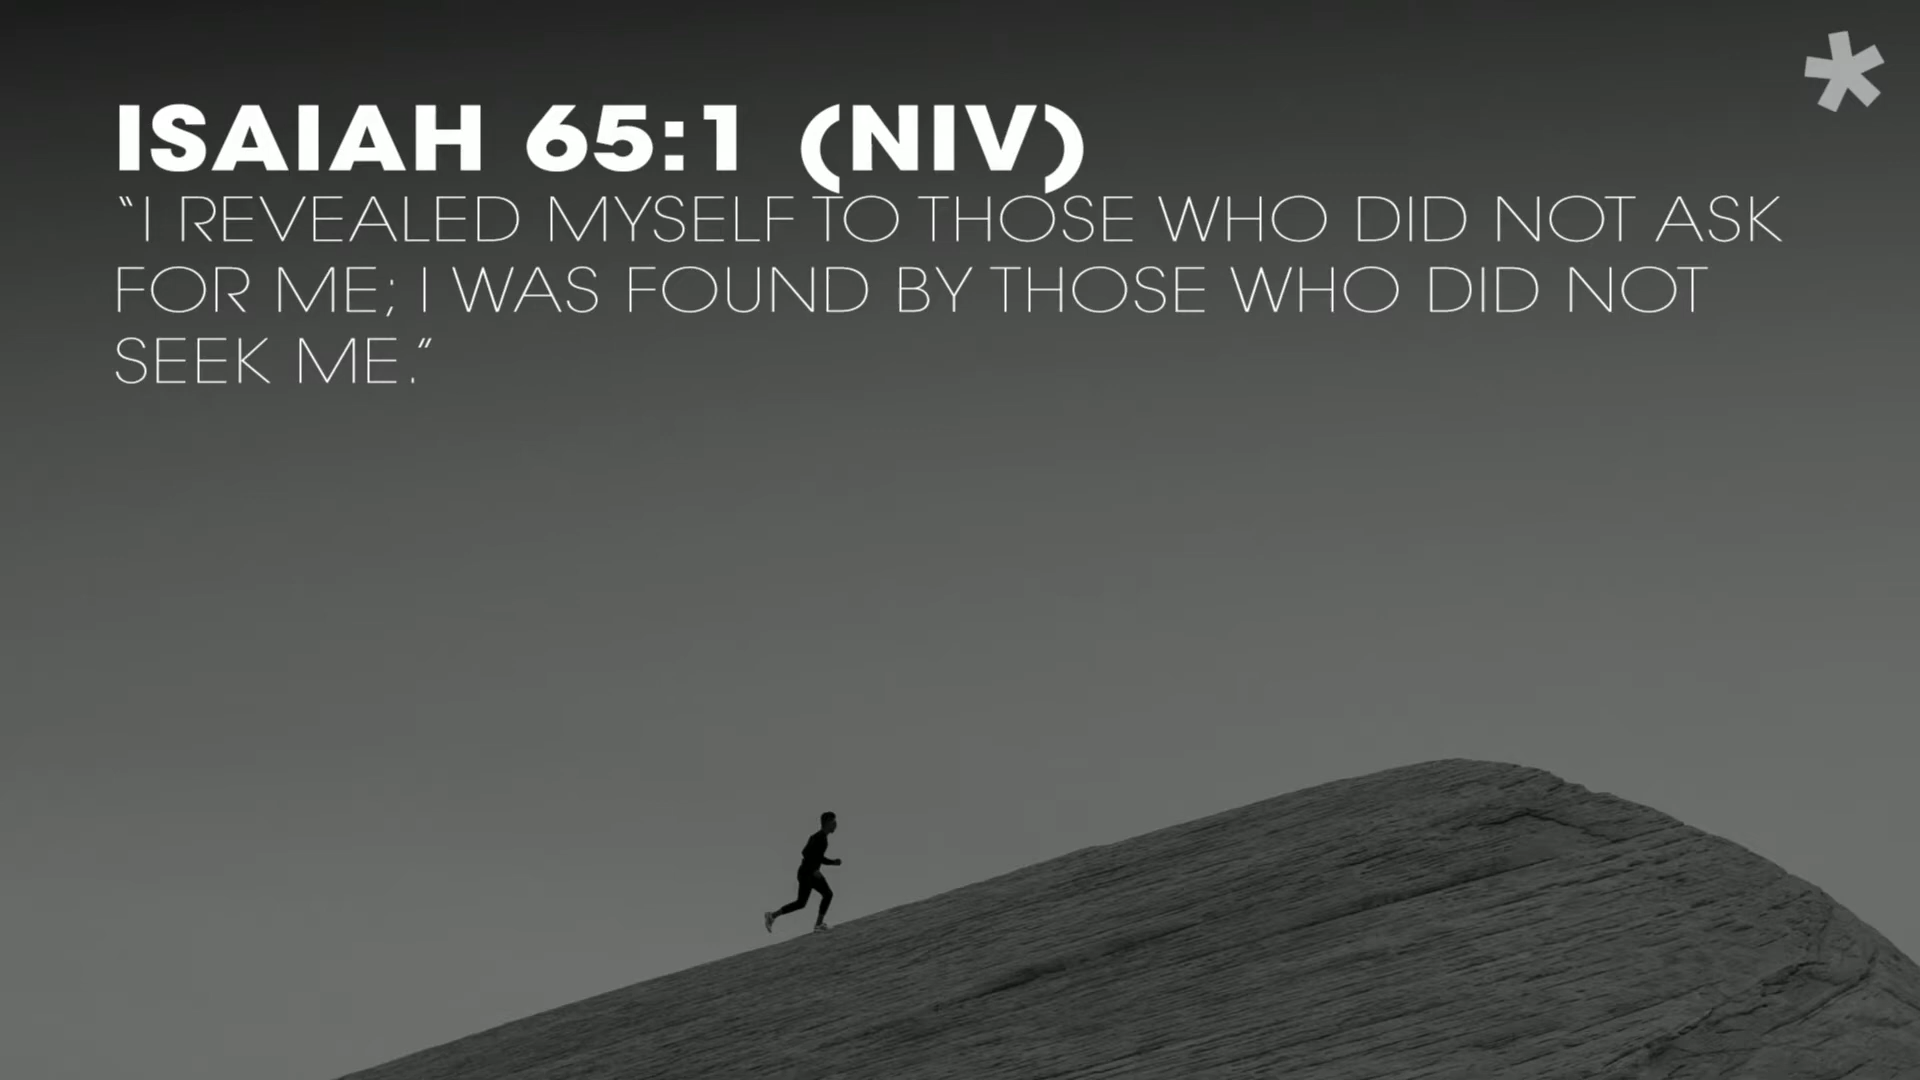 ISAIAH 65:1 (NIV)
“I REVEALED MYSELF TO THOSE WHO DID NOT ASK
FOR ME; I WAS FOUND BY THOSE WHO DID NOT
SEEK ME.”